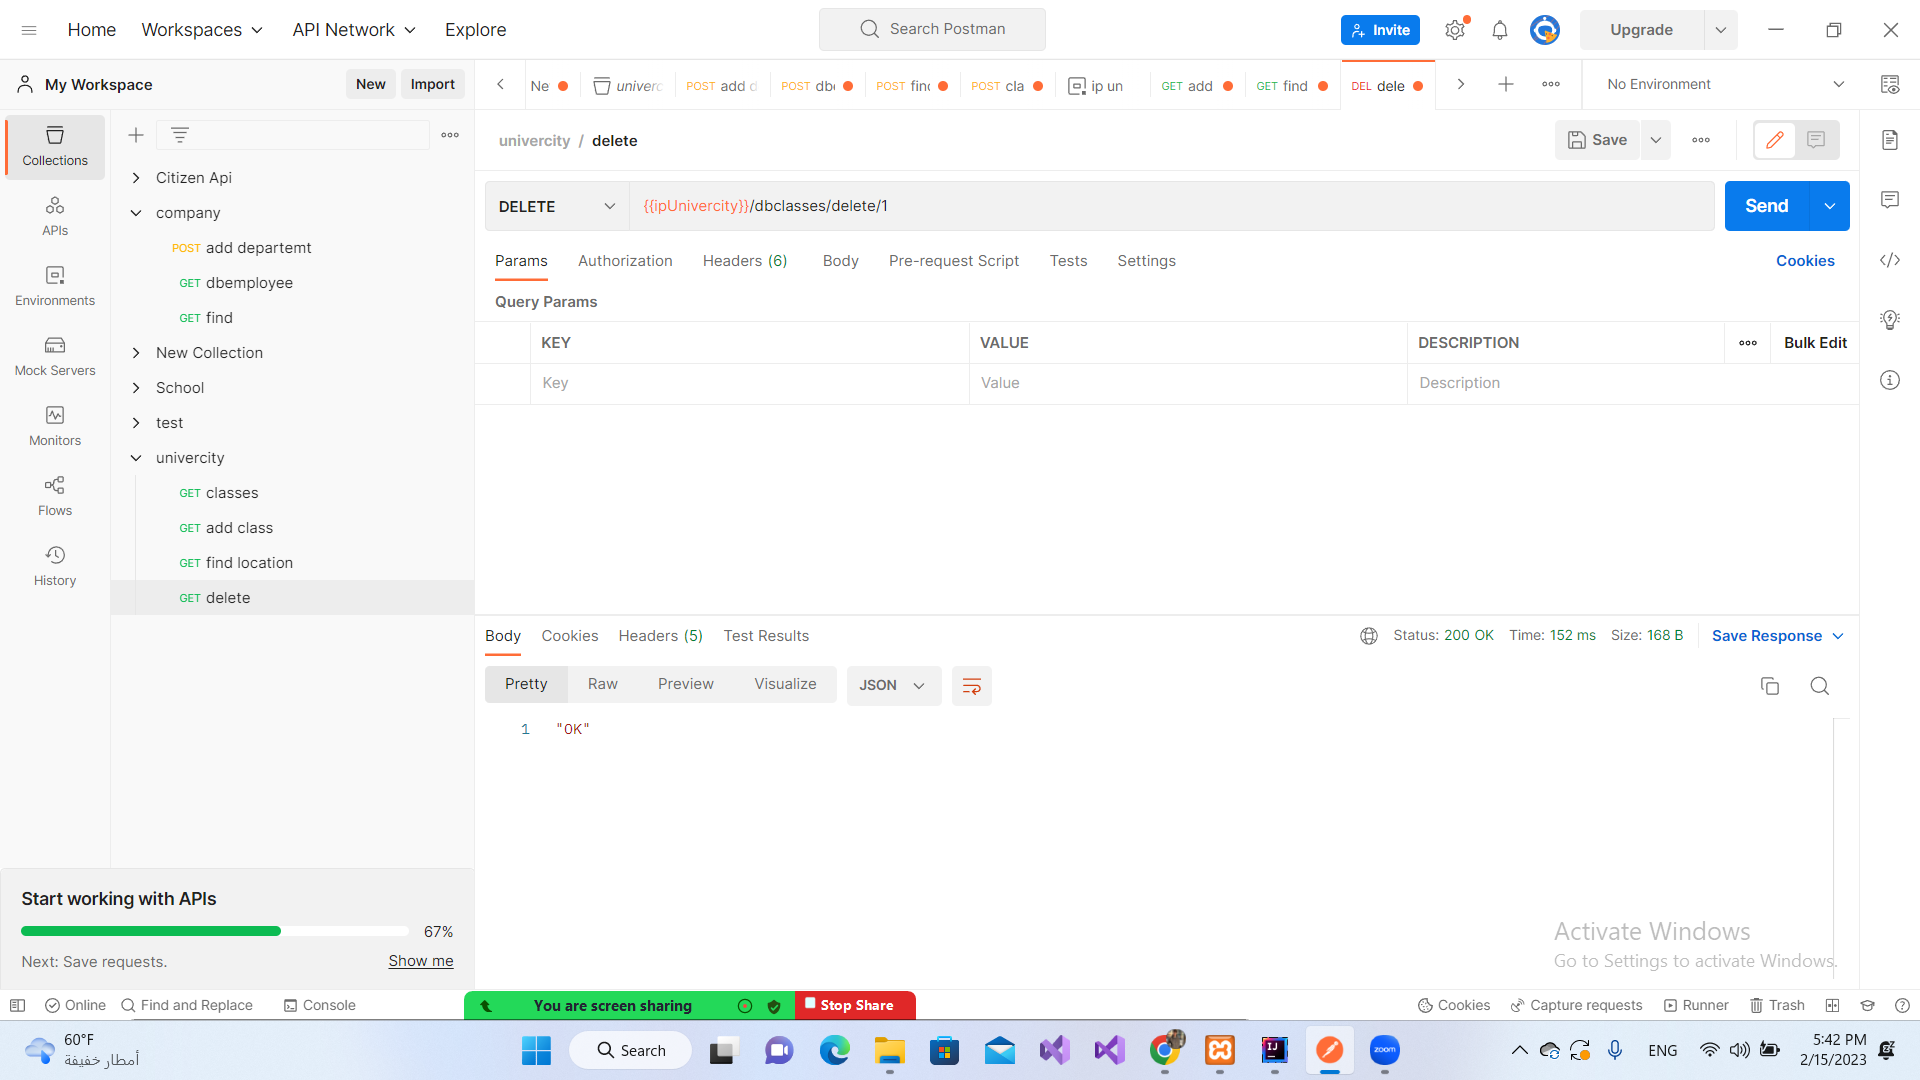 Home Workspaces API Network Explore
Search Postman
Invite
Upgrade
My Workspace
New Import
Ne
univerc
POST add d
POST dbe
POST finc
POST cla
ip un
GET add
GET find
DEL dele
No Environment
Collections
APIs
Environments
Mock Servers
Monitors
Flows
History
Citizen Api
company
POST add departemt
GET dbemployee
GET find
New Collection
School
test
univercity
GET classes
GET add class
GET find location
GET delete
univercity / delete
Save
DELETE
{{ipUnivercity}}/dbclasses/delete/1
Send
Params Authorization Headers (6) Body Pre-request Script Tests Settings
Cookies
Query Params
KEY VALUE DESCRIPTION
Bulk Edit
Key Value Description
Body Cookies Headers (5) Test Results
Status: 200 OK Time: 152 ms Size: 168 B Save Response
Pretty Raw Preview Visualize JSON
1 "OK"
Start working with APIs
67%
Next: Save requests. Show me
Activate Windows
Go to Settings to activate Windows.
Online Find and Replace Console
You are screen sharing Stop Share
Cookies Capture requests Runner Trash
60°F
أمطار خفيفة
Search
zoom
ENG
5:42 PM
2/15/2023